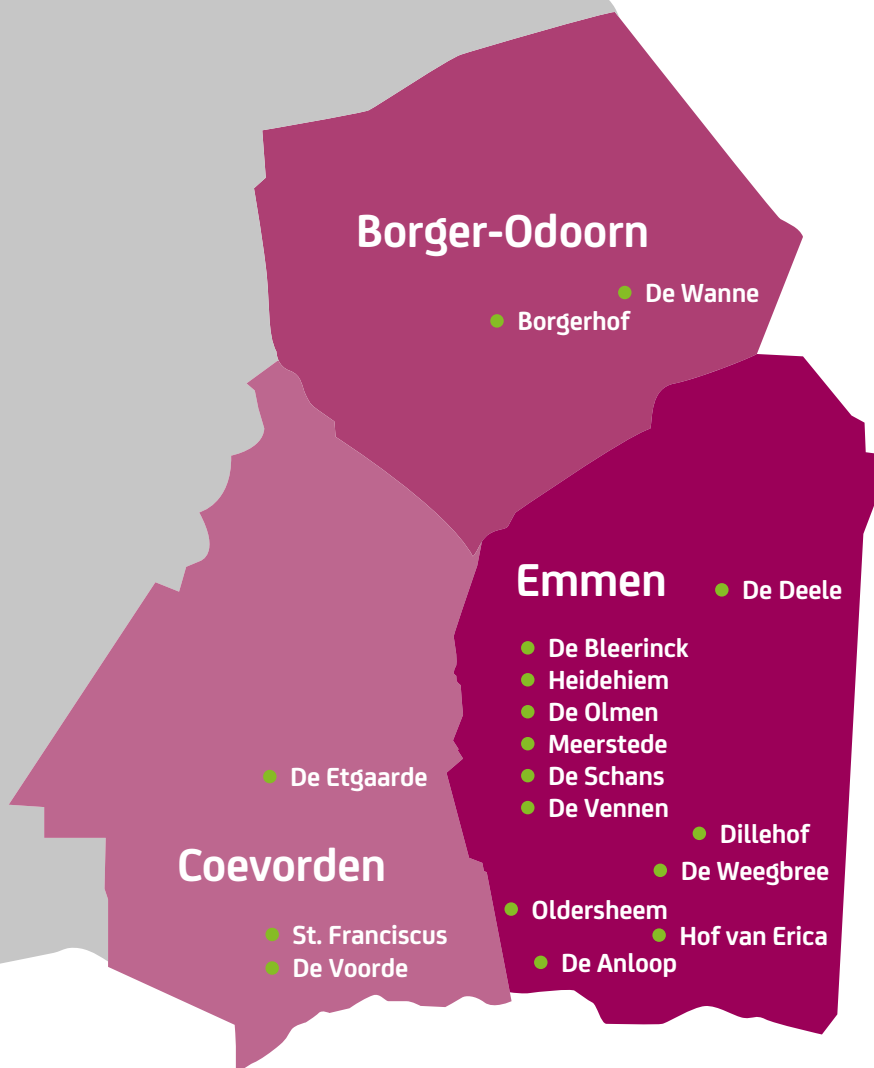 Borger-Odoorn
De Wanne
Borgerhof
Emmen
De Deele
De Bleerinck
Heidehiem
De Olmen
Meerstede
De Schans
De Vennen
De Etgaarde
Dillehof
Coevorden
De Weegbree
Oldersheem
St. Franciscus
Hof van Erica
De Anloop
De Voorde